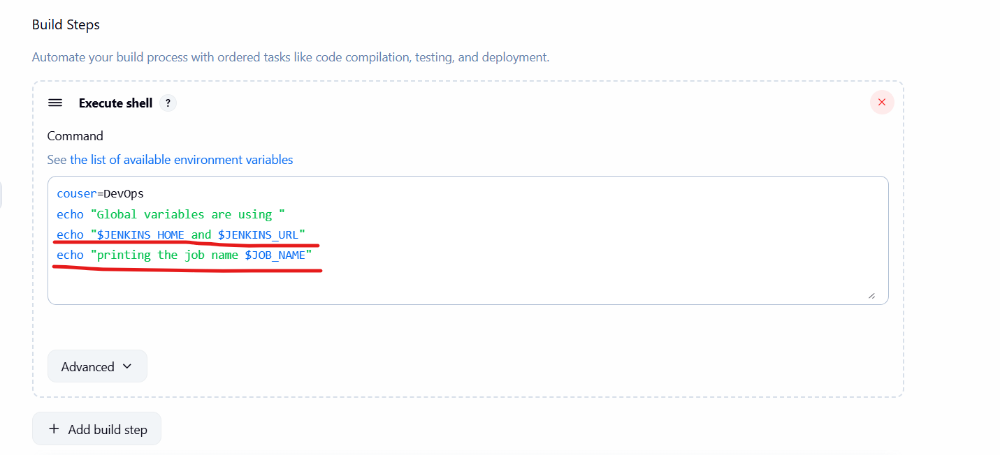 Build Steps
Automate your build process with ordered tasks like code compilation, testing, and deployment.
Execute shell ?
Command
See the list of available environment variables
couser=DevOps
echo "Global variables are using "
echo "$JENKINS_HOME and $JENKINS_URL"
echo "printing the job name $JOB_NAME"
Advanced
+ Add build step